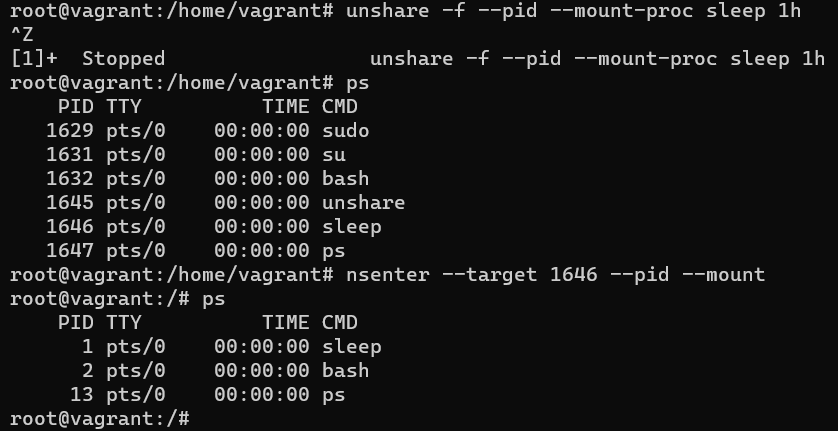 root@vagrant:/home/vagrant# unshare -f --pid --mount-proc sleep 1h
^Z
[1]+  Stopped                 unshare -f --pid --mount-proc sleep 1h
root@vagrant:/home/vagrant# ps
    PID TTY          TIME CMD
   1629 pts/0    00:00:00 sudo
   1631 pts/0    00:00:00 su
   1632 pts/0    00:00:00 bash
   1645 pts/0    00:00:00 unshare
   1646 pts/0    00:00:00 sleep
   1647 pts/0    00:00:00 ps
root@vagrant:/home/vagrant# nsenter --target 1646 --pid --mount
root@vagrant:/# ps
    PID TTY          TIME CMD
      1 pts/0    00:00:00 sleep
      2 pts/0    00:00:00 bash
     13 pts/0    00:00:00 ps
root@vagrant:/#